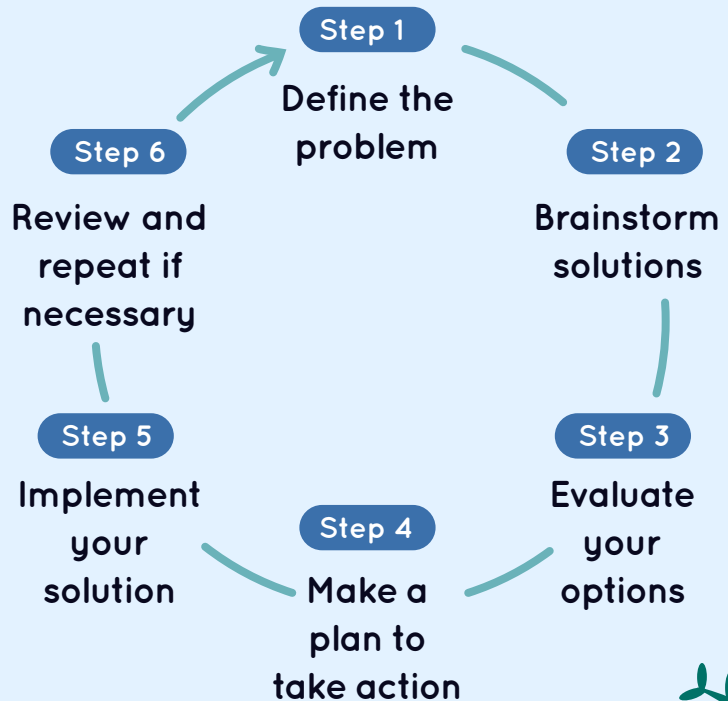 Step 1
Define the
problem
Step 2
Brainstorm
solutions
Step 3
Evaluate
your
options
Step 4
Make a
plan to
take action
Step 5
Implement
your
solution
Step 6
Review and
repeat if
necessary